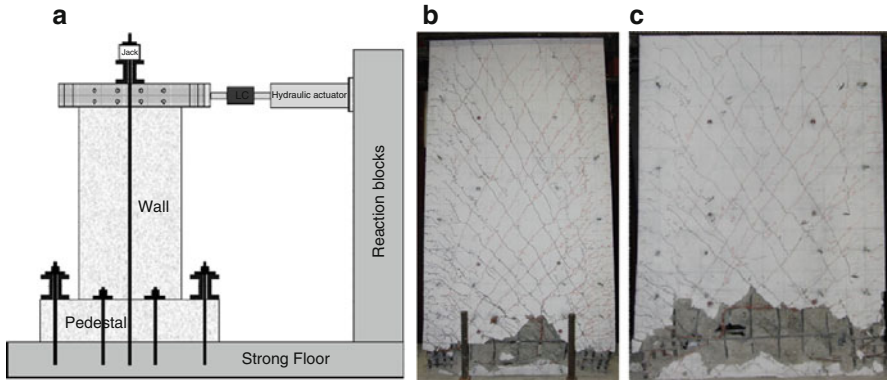 a
b
c
Jack
LC
Hydraulic actuator
Wall
Reaction blocks
Pedestal
Strong Floor